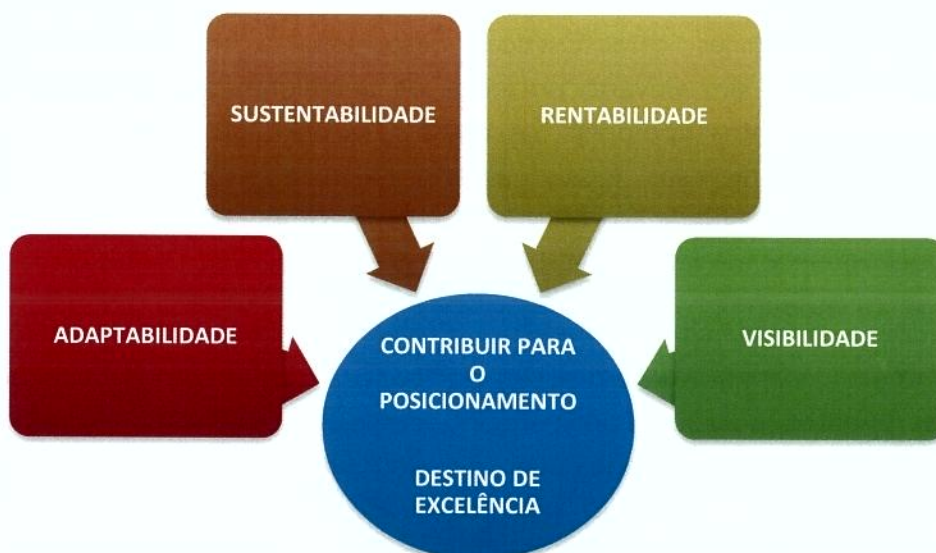 SUSTENTABILIDADE
RENTABILIDADE
ADAPTABILIDADE
VISIBILIDADE
CONTRIBUIR PARA
O
POSICIONAMENTO
DESTINO DE
EXCELÊNCIA